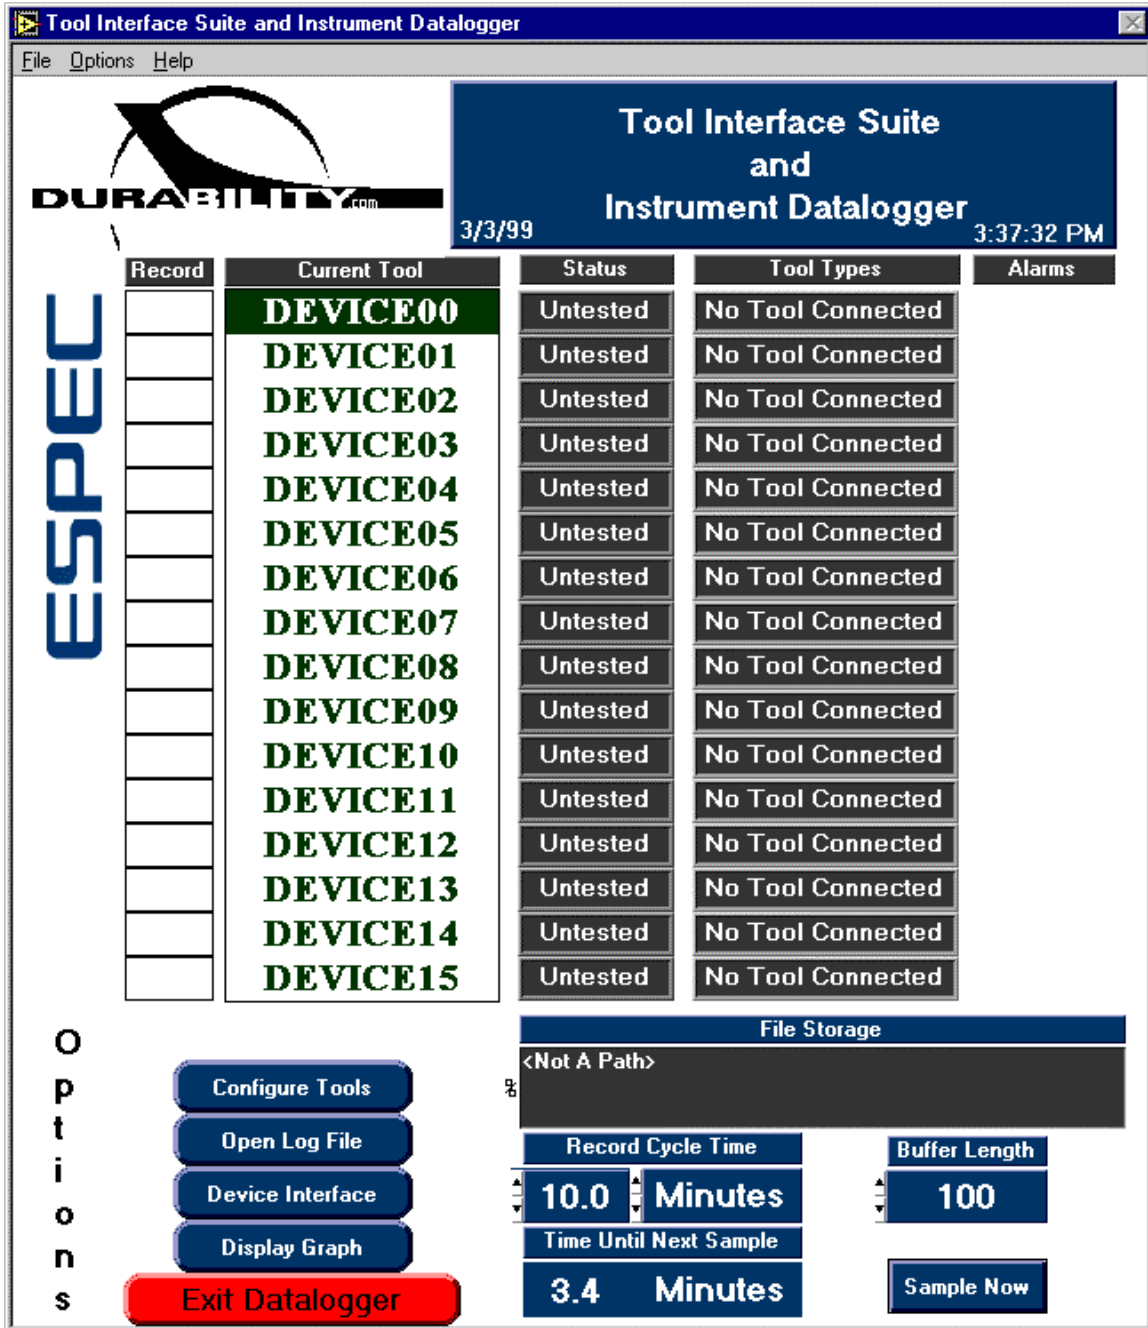 Tool Interface Suite and Instrument Datalogger
File Options Help
DURABILITY.com
Tool Interface Suite
and
Instrument Datalogger
3/3/99 3:37:32 PM
ESPEC
Record Current Tool Status Tool Types Alarms
DEVICE00 Untested No Tool Connected
DEVICE01 Untested No Tool Connected
DEVICE02 Untested No Tool Connected
DEVICE03 Untested No Tool Connected
DEVICE04 Untested No Tool Connected
DEVICE05 Untested No Tool Connected
DEVICE06 Untested No Tool Connected
DEVICE07 Untested No Tool Connected
DEVICE08 Untested No Tool Connected
DEVICE09 Untested No Tool Connected
DEVICE10 Untested No Tool Connected
DEVICE11 Untested No Tool Connected
DEVICE12 Untested No Tool Connected
DEVICE13 Untested No Tool Connected
DEVICE14 Untested No Tool Connected
DEVICE15 Untested No Tool Connected
Options
Configure Tools
Open Log File
Device Interface
Display Graph
Exit Datalogger
File Storage
<Not A Path>
Record Cycle Time
10.0 Minutes
Time Until Next Sample
3.4 Minutes
Buffer Length
100
Sample Now